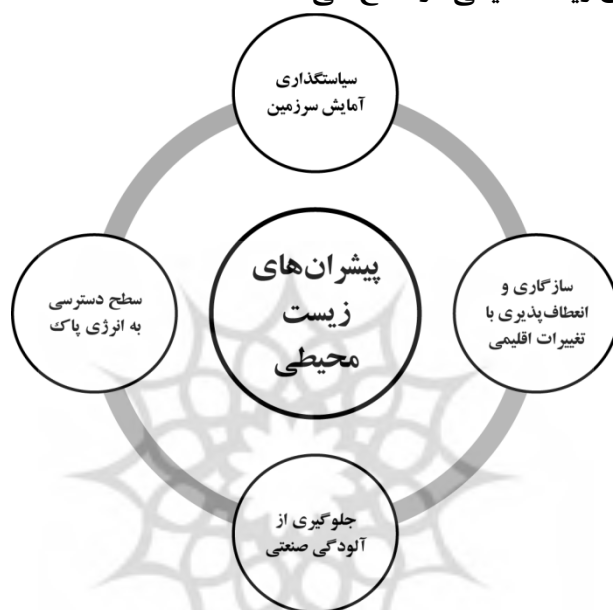 سیاستگذاری
آمایش سرزمین
پیشران‌های
زیست
محیطی
سازگاری و
انعطاف‌پذیری با
تغییرات اقلیمی
سطح دسترسی
به انرژی پاک
جلوگیری از
آلودگی صنعتی